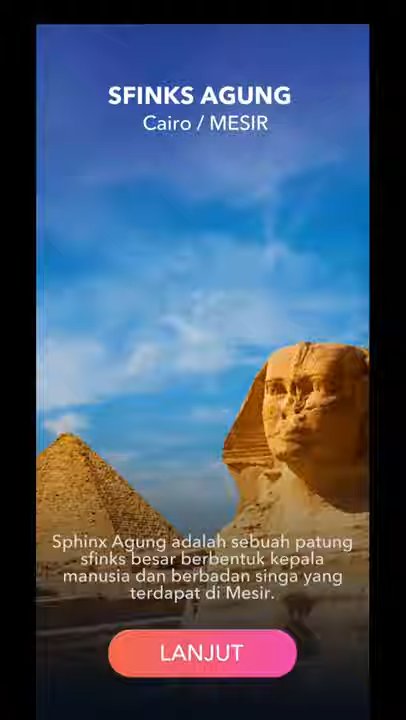 SFINKS AGUNG
Cairo / MESIR
Sphinx Agung adalah sebuah patung
sfinks besar berbentuk kepala
manusia dan berbadan singa yang
terdapat di Mesir.
LANJUT